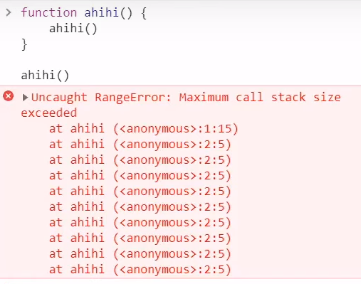 function ahihi() {
ahihi()
}
ahihi()
Uncaught RangeError: Maximum call stack size
exceeded
at ahihi (<anonymous>:1:15)
at ahihi (<anonymous>:2:5)
at ahihi (<anonymous>:2:5)
at ahihi (<anonymous>:2:5)
at ahihi (<anonymous>:2:5)
at ahihi (<anonymous>:2:5)
at ahihi (<anonymous>:2:5)
at ahihi (<anonymous>:2:5)
at ahihi (<anonymous>:2:5)
at ahihi (<anonymous>:2:5)